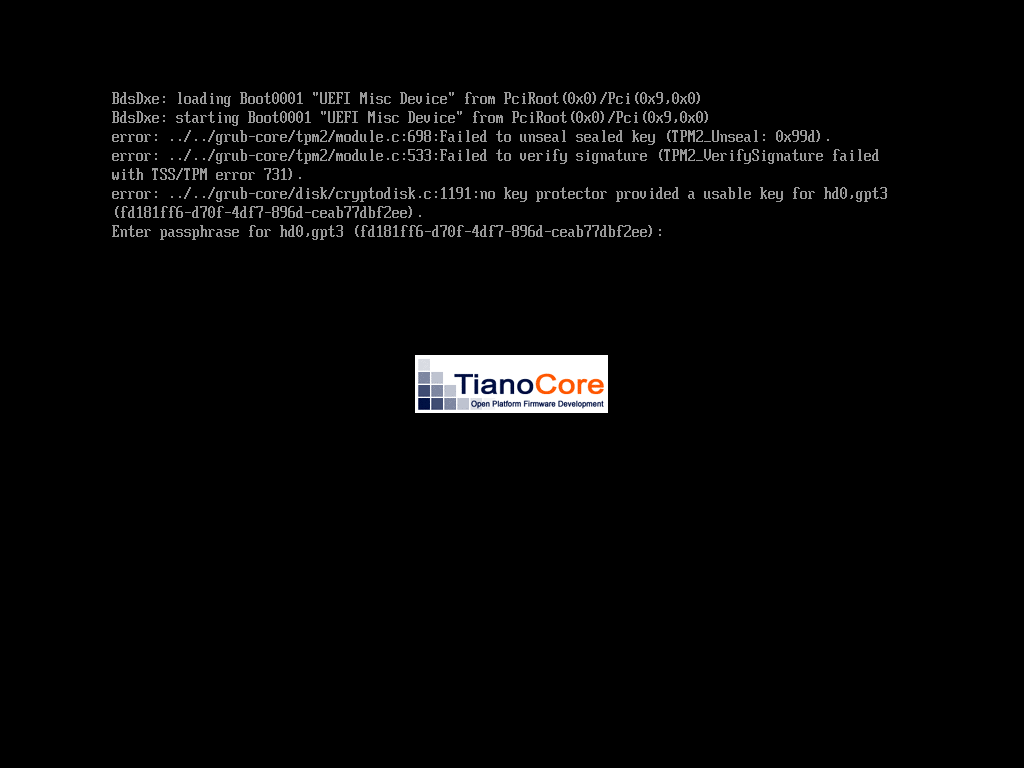 BdsDxe: loading Boot0001 "UEFI Misc Device" from PciRoot(0x0)/Pci(0x9,0x0)
BdsDxe: starting Boot0001 "UEFI Misc Device" from PciRoot(0x0)/Pci(0x9,0x0)
error: ../../grub-core/tpm2/module.c:698:Failed to unseal sealed key (TPM2_Unseal: 0x99d).
error: ../../grub-core/tpm2/module.c:533:Failed to verify signature (TPM2_VerifySignature failed
with TSS/TPM error 731).
error: ../../grub-core/disk/cryptodisk.c:1191:no key protector provided a usable key for hd0,gpt3
(fd181ff6-d70f-4df7-896d-ceab77dbf2ee).
Enter passphrase for hd0,gpt3 (fd181ff6-d70f-4df7-896d-ceab77dbf2ee):
TianoCore
Open Platform Firmware Development